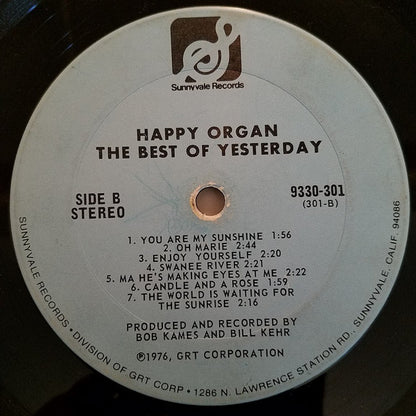 Sunnyvale Records
HAPPY ORGAN
THE BEST OF YESTERDAY
SIDE B
STEREO
9330-301
(301-B)
1. YOU ARE MY SUNSHINE 1:56
2. OH MARIE 2:44
3. ENJOY YOURSELF 2:20
4. SWANEE RIVER 2:21
5. MA HE'S MAKING EYES AT ME 2:22
6. CANDLE AND A ROSE 1:59
7. THE WORLD IS WAITING FOR
THE SUNRISE 2:16
PRODUCED AND RECORDED BY
BOB KAMES AND BILL KEHR
℗1976, GRT CORPORATION
SUNNYVALE RECORDS • DIVISION OF GRT CORP • 1286 N. LAWRENCE STATION RD., SUNNYVALE, CALIF. 94086